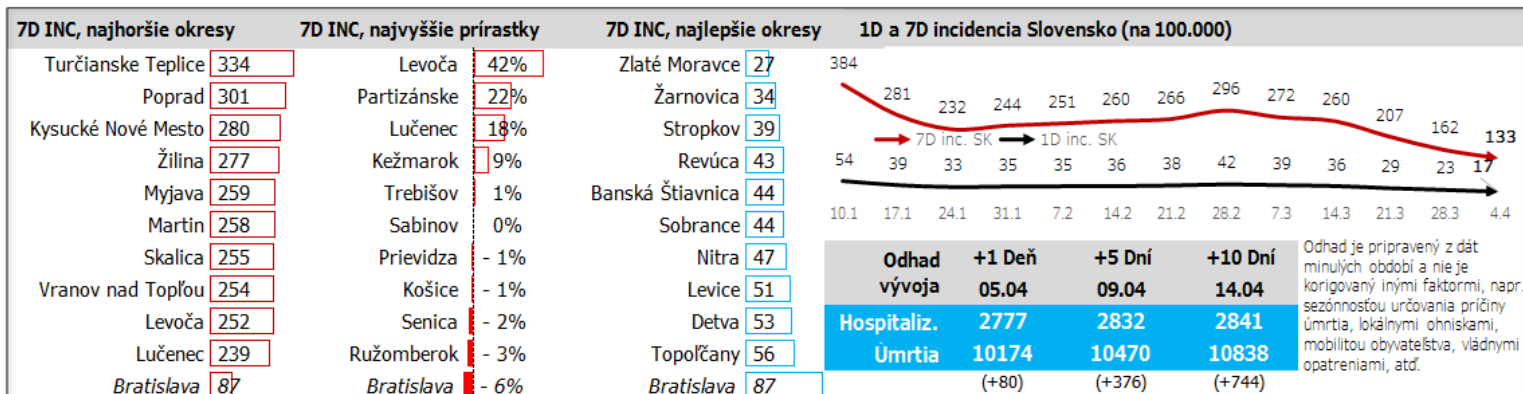 7D INC, najhoršie okresy
Turčianske Teplice 334
Poprad 301
Kysucké Nové Mesto 280
Žilina 277
Myjava 259
Martin 258
Skalica 255
Vranov nad Topľou 254
Levoča 252
Lučenec 239
Bratislava 87
7D INC, najvyššie prírastky
Levoča 42%
Partizánske 22%
Lučenec 18%
Kežmarok 9%
Trebišov 1%
Sabinov 0%
Prievidza - 1%
Košice - 1%
Senica - 2%
Ružomberok - 3%
Bratislava - 6%
7D INC, najlepšie okresy
Zlaté Moravce 27
Žarnovica 34
Stropkov 39
Revúca 43
Banská Štiavnica 44
Sobrance 44
Nitra 47
Levice 51
Detva 53
Topoľčany 56
Bratislava 87
1D a 7D incidencia Slovensko (na 100.000)
384 281 232 244 251 260 266 296 272 260 207 162 133
7D inc. SK 1D inc. SK
54 39 33 35 35 36 38 42 39 36 29 23 17
10.1 17.1 24.1 31.1 7.2 14.2 21.2 28.2 7.3 14.3 21.3 28.3 4.4
Odhad +1 Deň +5 Dní +10 Dní
vývoja 05.04 09.04 14.04
Hospitaliz. 2777 2832 2841
Úmrtia 10174 10470 10838
(+80) (+376) (+744)
Odhad je pripravený z dát
minulých období a nie je
korigovaný inými faktormi, napr.
sezónnosťou určovania príčiny
úmrtia, lokálnymi ohniskami,
mobilitou obyvateľstva, vládnymi
opatreniami, atď.